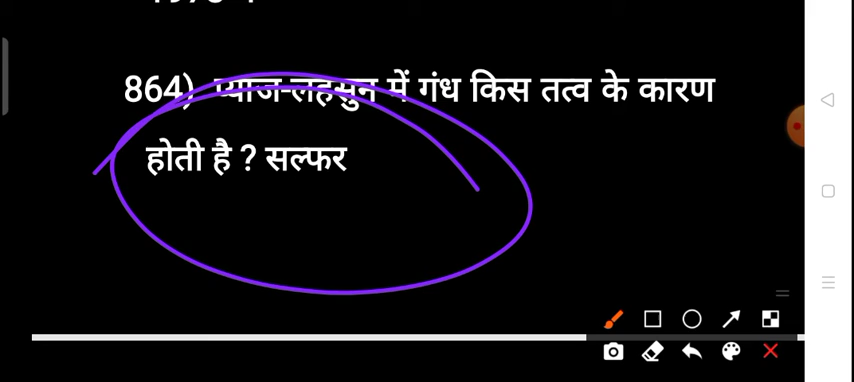 864) प्याज-लहसुन में गंध किस तत्व के कारण
होती है ? सल्फर